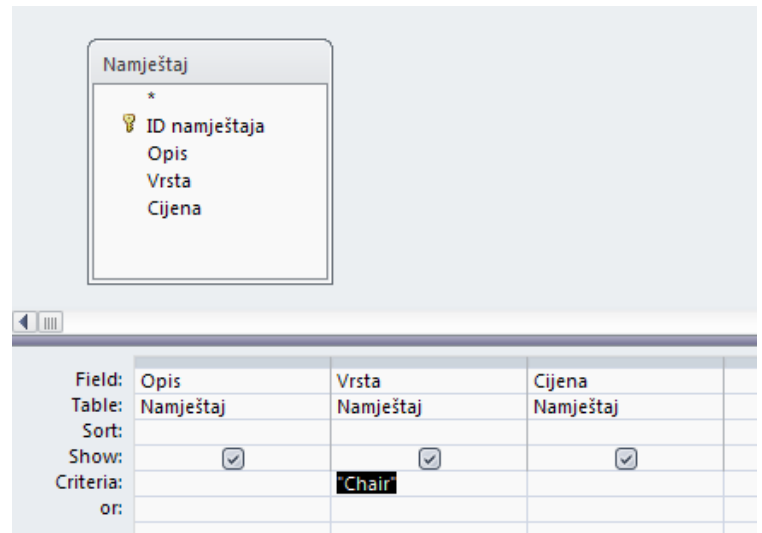 Namještaj
*
ID namještaja
Opis
Vrsta
Cijena
Field: Opis Vrsta Cijena
Table: Namještaj Namještaj Namještaj
Sort:
Show:
Criteria: "Chair"
or: